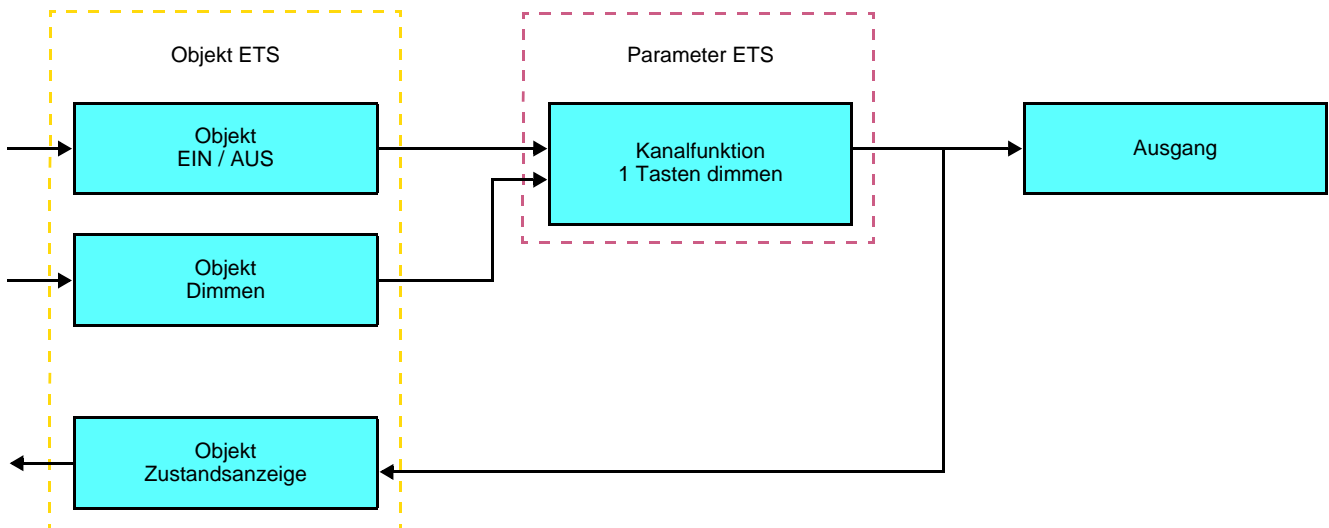 Objekt ETS
Parameter ETS
Objekt
EIN / AUS
Kanalfunktion
1 Tasten dimmen
Ausgang
Objekt
Dimmen
Objekt
Zustandsanzeige